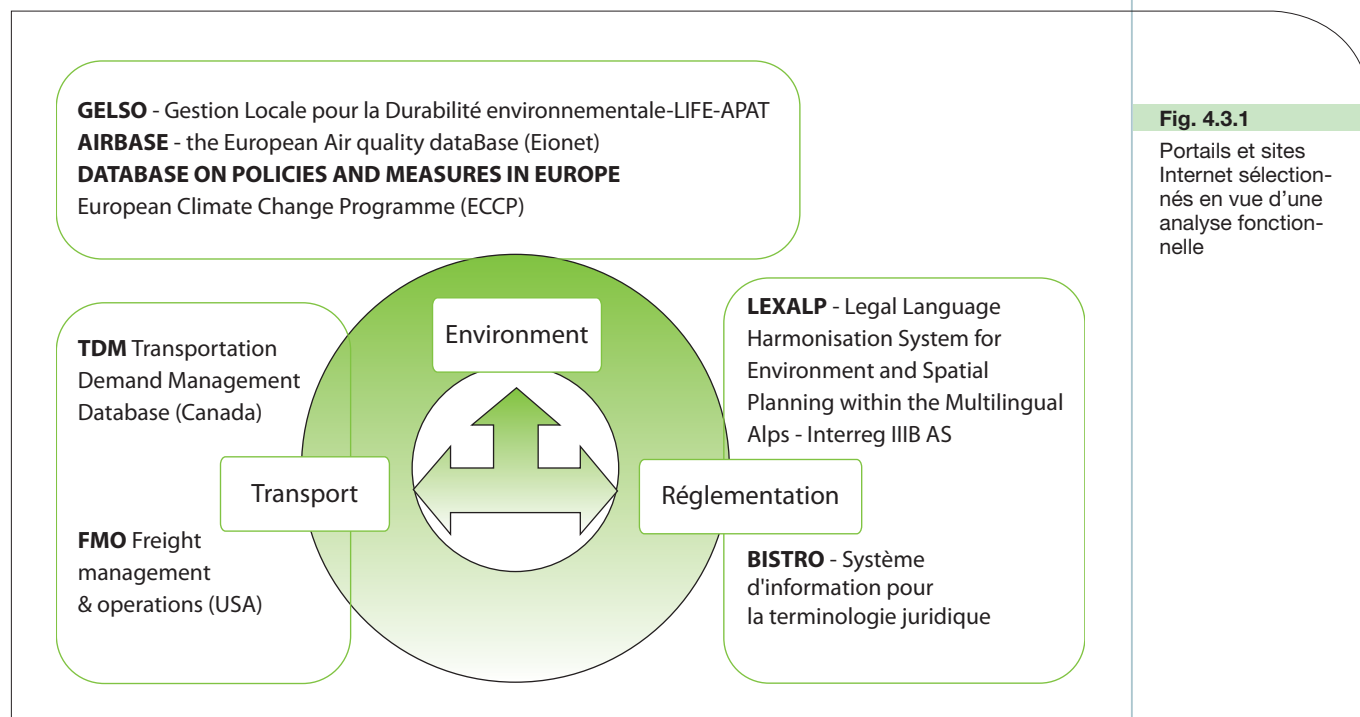 GELSO - Gestion Locale pour la Durabilité environnementale-LIFE-APAT
AIRBASE - the European Air quality dataBase (Eionet)
DATABASE ON POLICIES AND MEASURES IN EUROPE
European Climate Change Programme (ECCP)
Environment
TDM Transportation
Demand Management
Database (Canada)
Transport
FMO Freight
management
& operations (USA)
LEXALP - Legal Language
Harmonisation System for
Environment and Spatial
Planning within the Multilingual
Alps - Interreg IIIB AS
Réglementation
BISTRO - Système
d'information pour
la terminologie juridique
Fig. 4.3.1
Portails et sites
Internet sélection-
nés en vue d’une
analyse fonction-
nelle